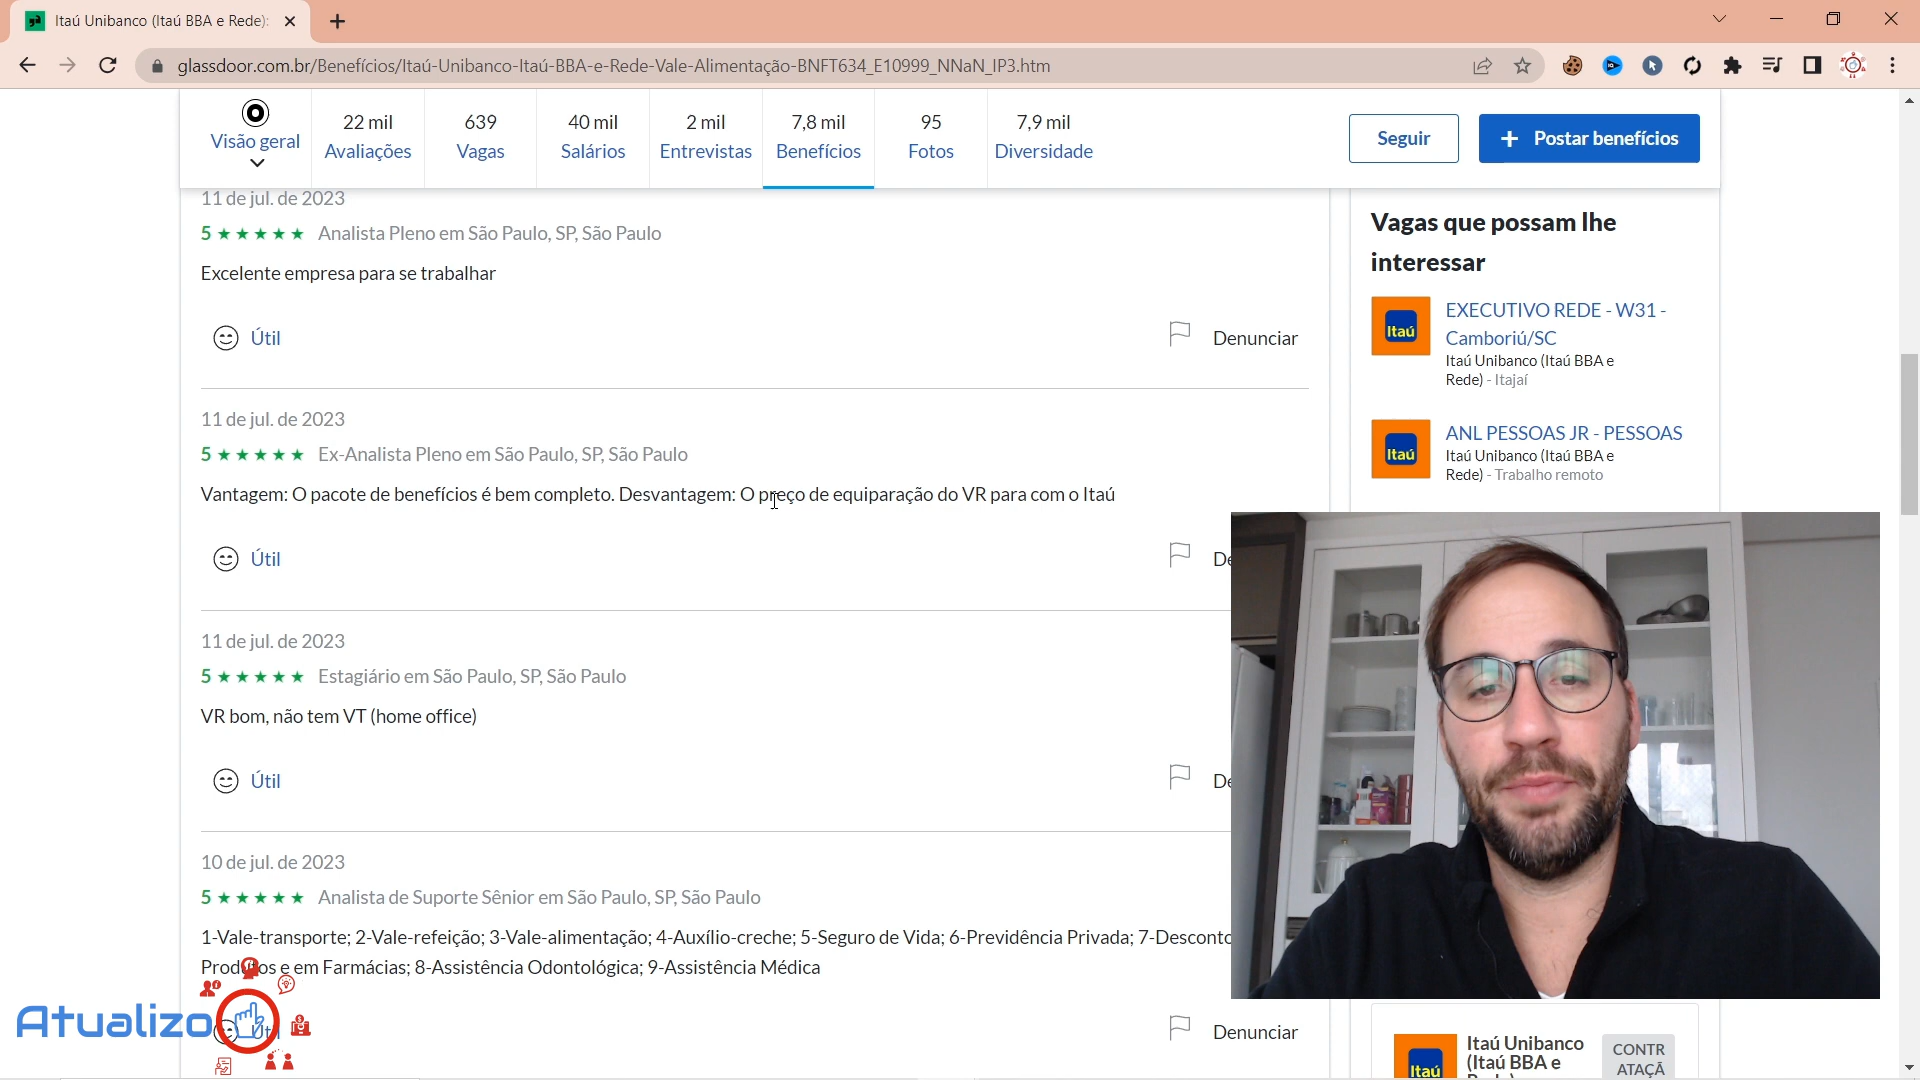 Itaú Unibanco (Itaú BBA e Rede):
glassdoor.com.br/Benefícios/Itaú-Unibanco-Itaú-BBA-e-Rede-Vale-Alimentação-BNFT634_E10999_NNaN_IP3.htm
Visão geral
22 mil
Avaliações
639
Vagas
40 mil
Salários
2 mil
Entrevistas
7,8 mil
Benefícios
95
Fotos
7,9 mil
Diversidade
Seguir
+ Postar benefícios
11 de jul. de 2023
5 ★★★★★ Analista Pleno em São Paulo, SP, São Paulo
Excelente empresa para se trabalhar
Útil
Denunciar
11 de jul. de 2023
5 ★★★★★ Ex-Analista Pleno em São Paulo, SP, São Paulo
Vantagem: O pacote de benefícios é bem completo. Desvantagem: O preço de equiparação do VR para com o Itaú
Útil
De
11 de jul. de 2023
5 ★★★★★ Estagiário em São Paulo, SP, São Paulo
VR bom, não tem VT (home office)
Útil
De
10 de jul. de 2023
5 ★★★★★ Analista de Suporte Sênior em São Paulo, SP, São Paulo
1-Vale-transporte; 2-Vale-refeição; 3-Vale-alimentação; 4-Auxílio-creche; 5-Seguro de Vida; 6-Previdência Privada; 7-Desconto
Produtos e em Farmácias; 8-Assistência Odontológica; 9-Assistência Médica
Útil
Denunciar
Atualizo
Vagas que possam lhe
interessar
Itaú
EXECUTIVO REDE - W31 -
Camboriú/SC
Itaú Unibanco (Itaú BBA e
Rede) - Itajaí
Itaú
ANL PESSOAS JR - PESSOAS
Itaú Unibanco (Itaú BBA e
Rede) - Trabalho remoto
Itaú
Itaú Unibanco
(Itaú BBA e
CONTR
ATAÇÃ